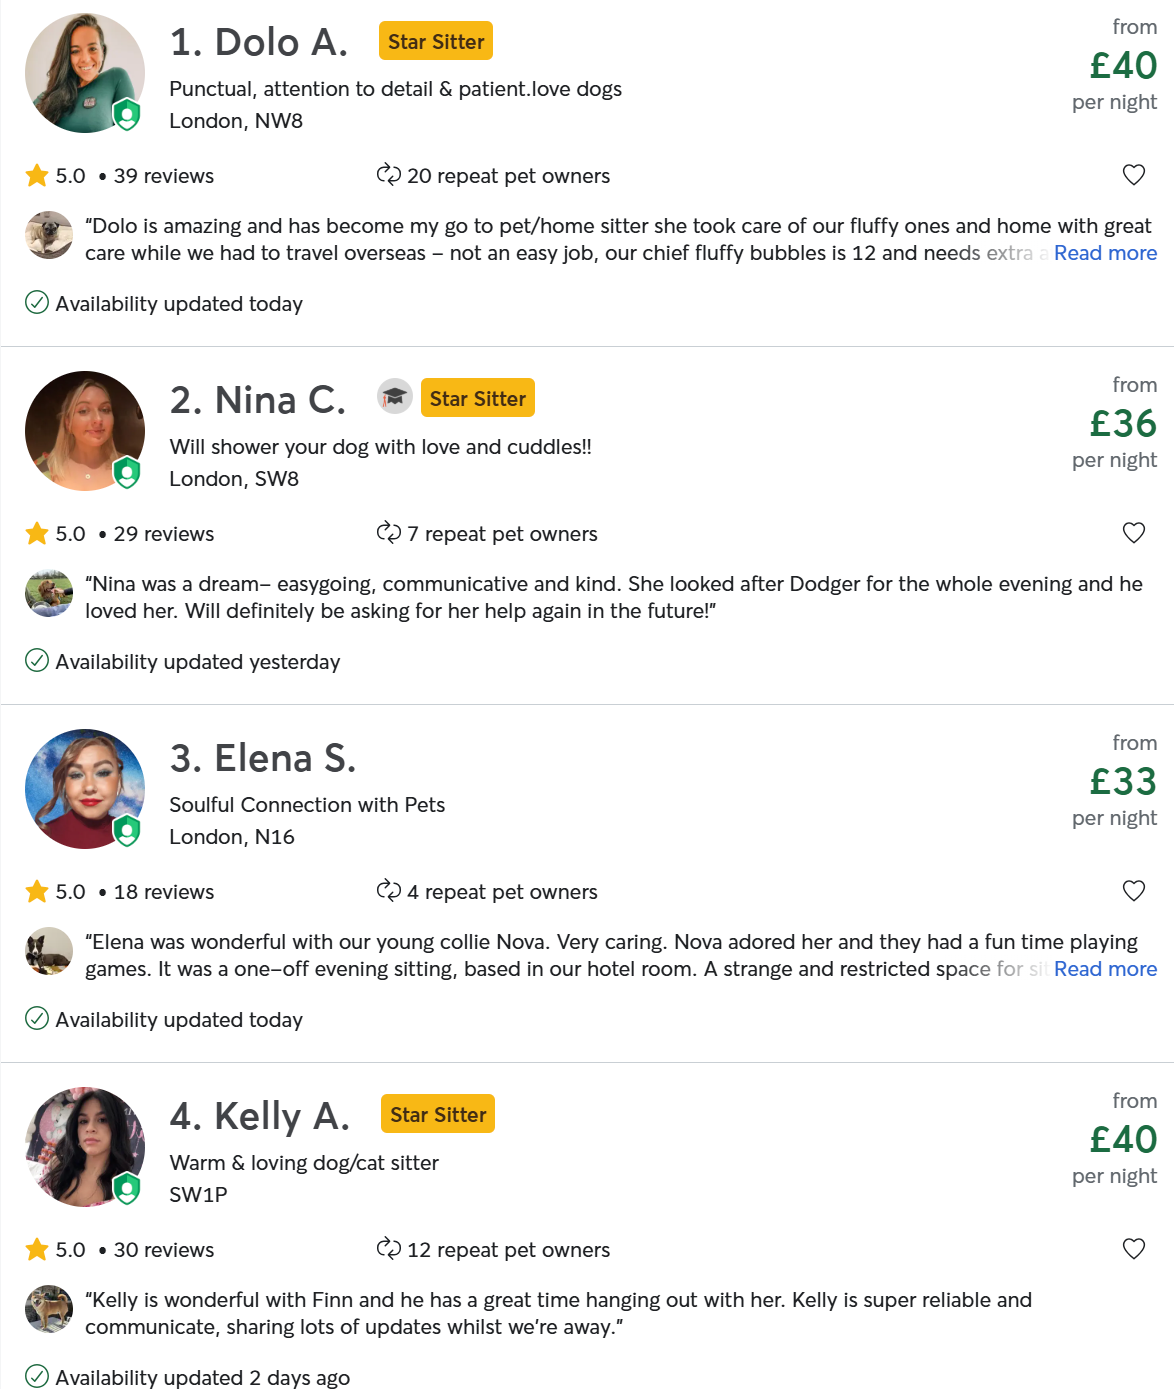 1. Dolo A.
Star Sitter
from
£40
per night
Punctual, attention to detail & patient.love dogs
London, NW8
5.0 • 39 reviews
20 repeat pet owners
“Dolo is amazing and has become my go to pet/home sitter she took care of our fluffy ones and home with great
care while we had to travel overseas – not an easy job, our chief fluffy bubbles is 12 and needs extra a Read more
Availability updated today
2. Nina C.
Star Sitter
from
£36
per night
Will shower your dog with love and cuddles!!
London, SW8
5.0 • 29 reviews
7 repeat pet owners
“Nina was a dream– easygoing, communicative and kind. She looked after Dodger for the whole evening and he
loved her. Will definitely be asking for her help again in the future!”
Availability updated yesterday
3. Elena S.
from
£33
per night
Soulful Connection with Pets
London, N16
5.0 • 18 reviews
4 repeat pet owners
“Elena was wonderful with our young collie Nova. Very caring. Nova adored her and they had a fun time playing
games. It was a one–off evening sitting, based in our hotel room. A strange and restricted space for sit Read more
Availability updated today
4. Kelly A.
Star Sitter
from
£40
per night
Warm & loving dog/cat sitter
SW1P
5.0 • 30 reviews
12 repeat pet owners
“Kelly is wonderful with Finn and he has a great time hanging out with her. Kelly is super reliable and
communicate, sharing lots of updates whilst we’re away.”
Availability updated 2 days ago